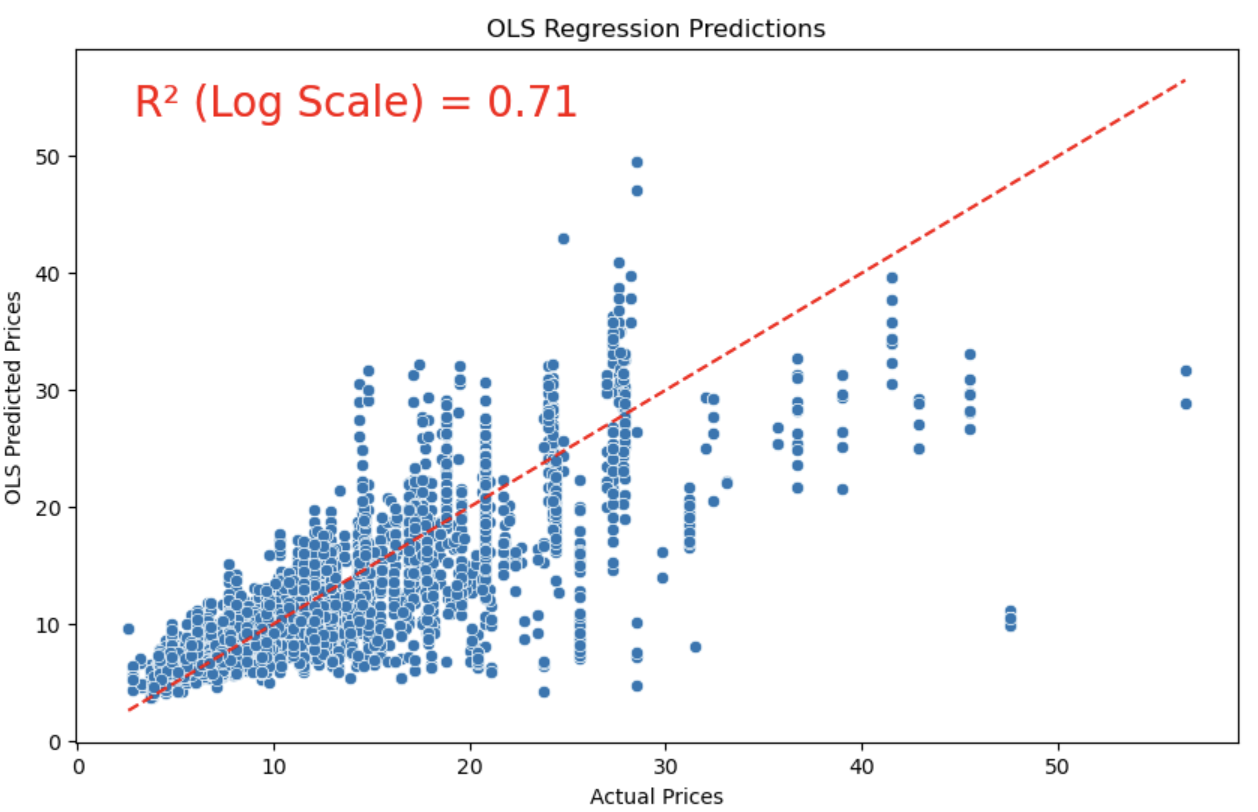 OLS Regression Predictions
R² (Log Scale) = 0.71
OLS Predicted Prices
50
40
30
20
10
0
0 10 20 30 40 50
Actual Prices